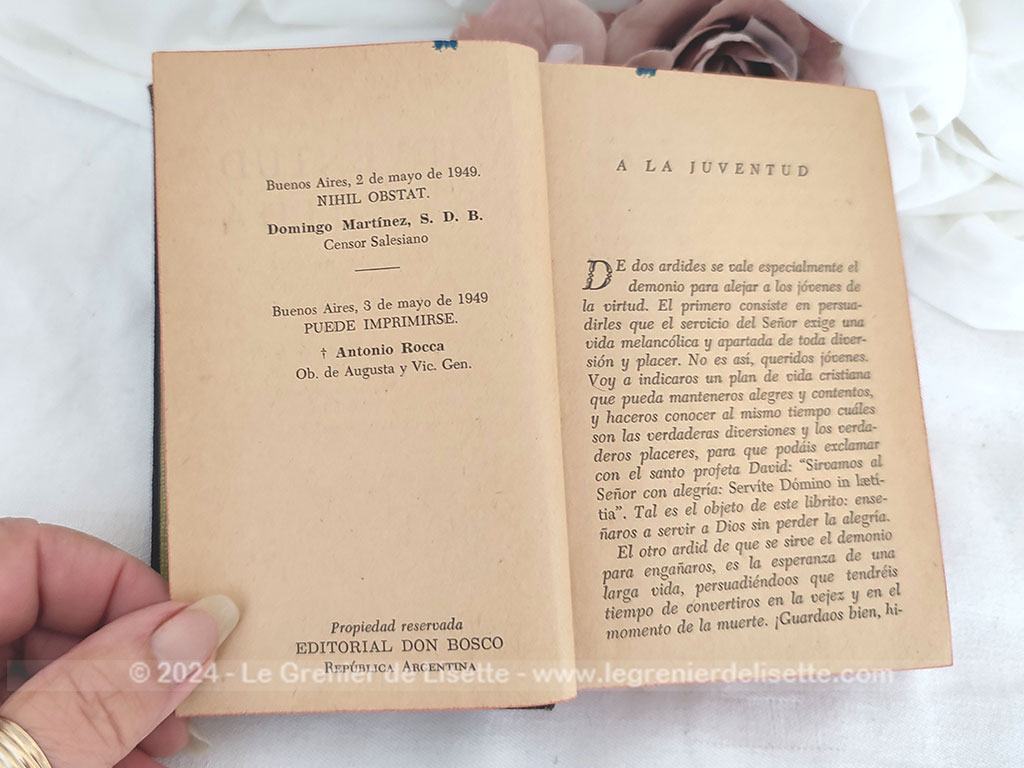 Buenos Aires, 2 de mayo de 1949.
NIHIL OBSTAT.
Domingo Martínez, S. D. B.
Censor Salesiano
Buenos Aires, 3 de mayo de 1949
PUEDE IMPRIMIRSE.
† Antonio Rocca
Ob. de Augusta y Vic. Gen.
Propiedad reservada
EDITORIAL DON BOSCO
República Argentina
A LA JUVENTUD
DE dos ardides se vale especialmente el
demonio para alejar a los jóvenes de
la virtud. El primero consiste en persua-
dirles que el servicio del Señor exige una
vida melancólica y apartada de toda diver-
sión y placer. No es así, queridos jóvenes.
Voy a indicaros un plan de vida cristiana
que pueda manteneros alegres y contentos,
y haceros conocer al mismo tiempo cuáles
son las verdaderas diversiones y los verda-
deros placeres, para que podáis exclamar
con el santo profeta David: “Sirvamos al
Señor con alegría: Servíte Dómino in lætí-
tia”. Tal es el objeto de este librito: ense-
ñaros a servir a Dios sin perder la alegría.
El otro ardid de que se sirve el demonio
para engañaros, es la esperanza de una
larga vida, persuadiéndoos que tendréis
tiempo de convertiros en la vejez y en el
momento de la muerte. ¡Guardaos bien, hi-
© 2024 - Le Grenier de Lisette - www.legrenierdelisette.com